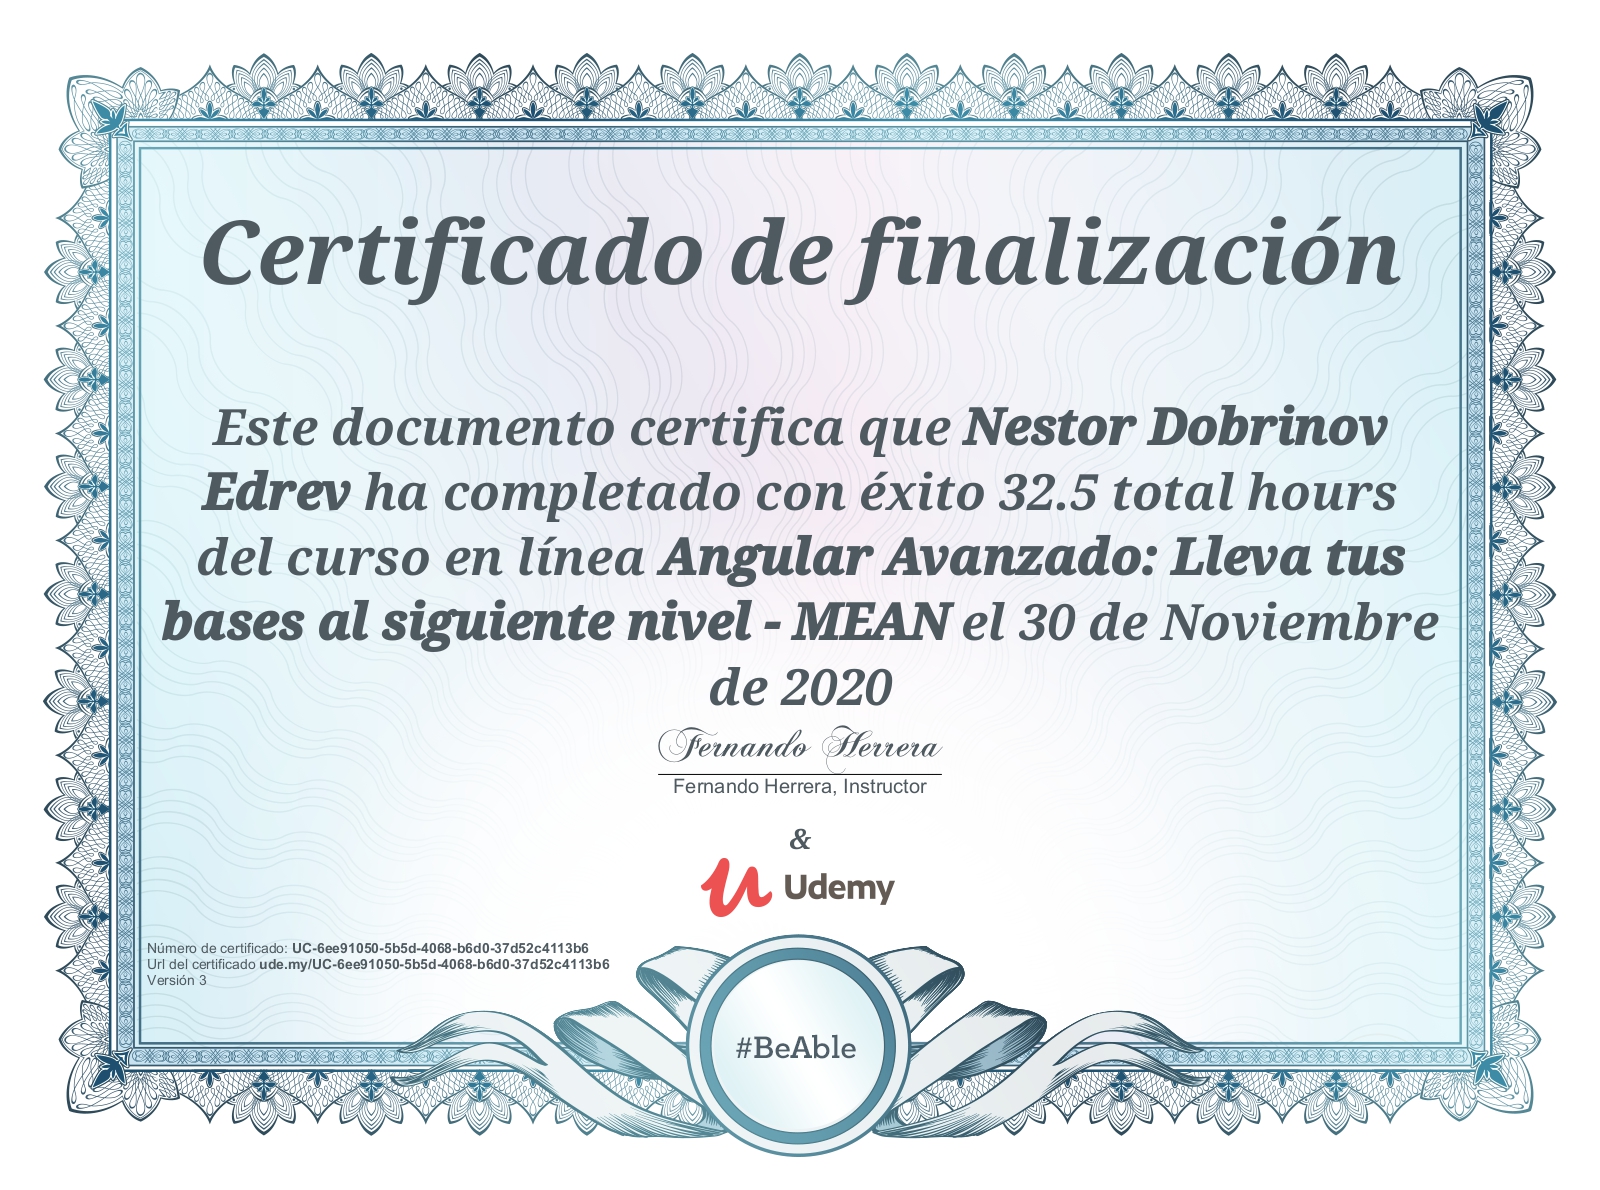 Certificado de finalización
Este documento certifica que Nestor Dobrinov
Edrev ha completado con éxito 32.5 total hours
del curso en línea Angular Avanzado: Lleva tus
bases al siguiente nivel - MEAN el 30 de Noviembre
de 2020
Fernando Herrera
Fernando Herrera, Instructor
&
Udemy
Número de certificado: UC-6ee91050-5b5d-4068-b6d0-37d52c4113b6
Url del certificado ude.my/UC-6ee91050-5b5d-4068-b6d0-37d52c4113b6
Versión 3
#BeAble